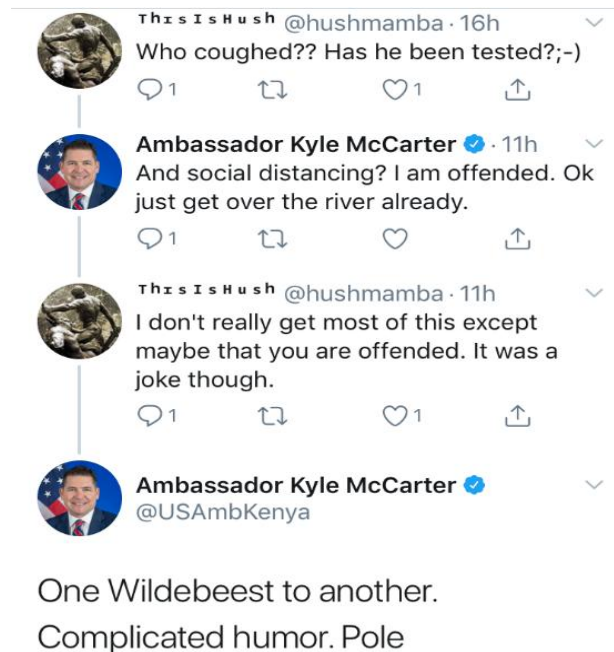 ThisIsHush @hushmamba · 16h
Who coughed?? Has he been tested?;-)
1 1
Ambassador Kyle McCarter · 11h
And social distancing? I am offended. Ok
just get over the river already.
1
ThisIsHush @hushmamba · 11h
I don't really get most of this except
maybe that you are offended. It was a
joke though.
1 1
Ambassador Kyle McCarter
@USAmbKenya
One Wildebeest to another.
Complicated humor. Pole